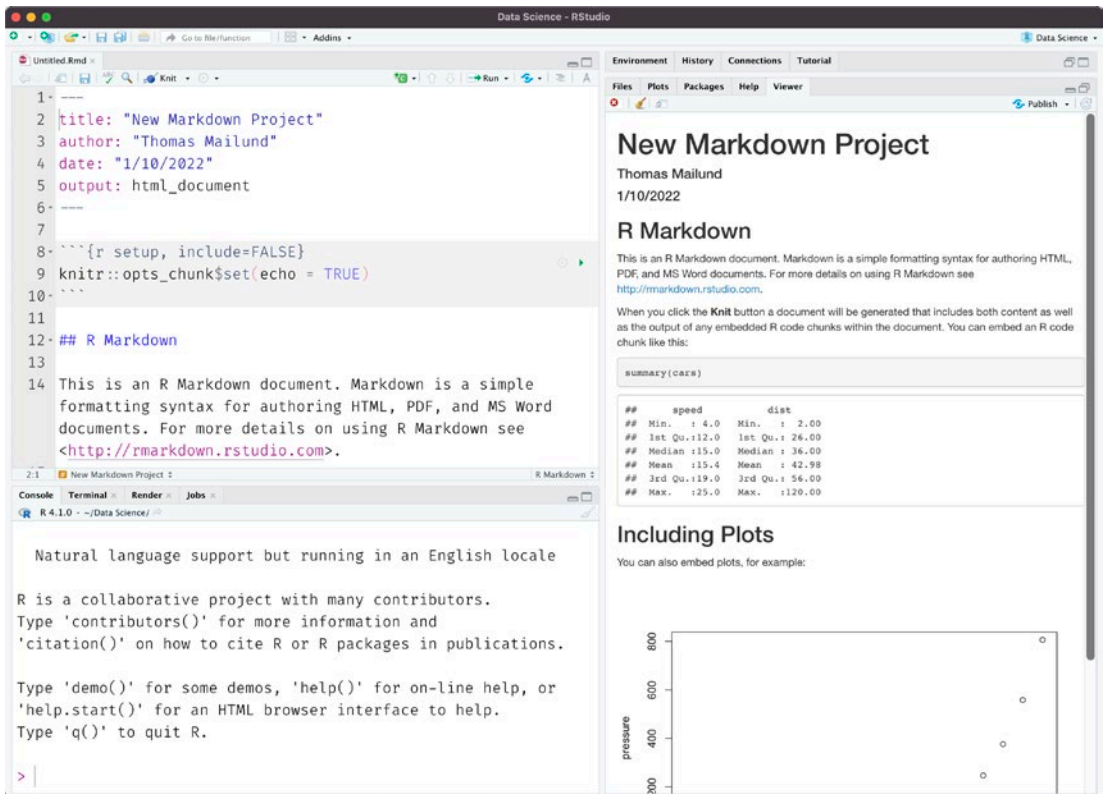 Data Science - RStudio
Go to file/function
Addins
Data Science
Untitled.Rmd
Knit
Run
1 ---
2 title: "New Markdown Project"
3 author: "Thomas Mailund"
4 date: "1/10/2022"
5 output: html_document
6 ---
7
8 ```{r setup, include=FALSE}
9 knitr::opts_chunk$set(echo = TRUE)
10 ```
11
12 ## R Markdown
13
14 This is an R Markdown document. Markdown is a simple
formatting syntax for authoring HTML, PDF, and MS Word
documents. For more details on using R Markdown see
<http://rmarkdown.rstudio.com>.
2:1 New Markdown Project R Markdown
Console Terminal Render Jobs
R 4.1.0 · ~/Data Science/
Natural language support but running in an English locale
R is a collaborative project with many contributors.
Type 'contributors()' for more information and
'citation()' on how to cite R or R packages in publications.
Type 'demo()' for some demos, 'help()' for on-line help, or
'help.start()' for an HTML browser interface to help.
Type 'q()' to quit R.
>
Environment History Connections Tutorial
Files Plots Packages Help Viewer
Publish
New Markdown Project
Thomas Mailund
1/10/2022
R Markdown
This is an R Markdown document. Markdown is a simple formatting syntax for authoring HTML,
PDF, and MS Word documents. For more details on using R Markdown see
http://rmarkdown.rstudio.com.
When you click the Knit button a document will be generated that includes both content as well
as the output of any embedded R code chunks within the document. You can embed an R code
chunk like this:
summary(cars)
## speed dist
## Min. : 4.0 Min. : 2.00
## 1st Qu.:12.0 1st Qu.: 26.00
## Median :15.0 Median : 36.00
## Mean :15.4 Mean : 42.98
## 3rd Qu.:19.0 3rd Qu.: 56.00
## Max. :25.0 Max. :120.00
Including Plots
You can also embed plots, for example:
800
600
400
200
pressure